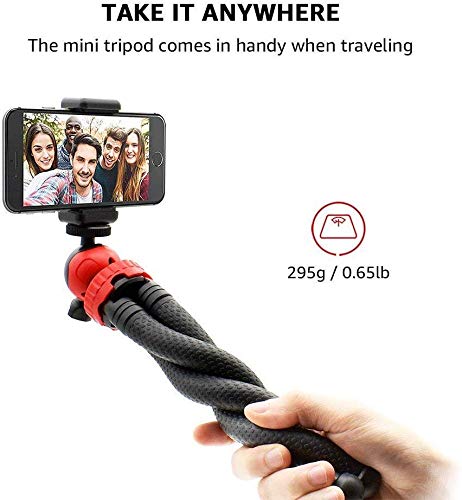 TAKE IT ANYWHERE
The mini tripod comes in handy when traveling
295g / 0.65lb